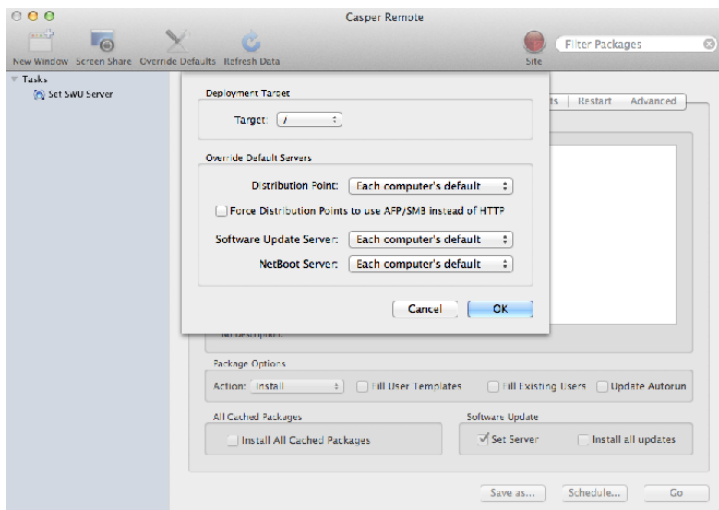 Casper Remote
New Window Screen Share Override Defaults Refresh Data Site Filter Packages
Tasks
Set SWU Server
Deployment Target
Target: /
ts Restart Advanced
Override Default Servers
Distribution Point: Each computer's default
Force Distribution Points to use AFP/SMB instead of HTTP
Software Update Server: Each computer's default
NetBoot Server: Each computer's default
Cancel OK
No description.
Package Options
Action: Install Fill User Templates Fill Existing Users Update Autorun
All Cached Packages Software Update
Install All Cached Packages Set Server Install all updates
Save as... Schedule... Go